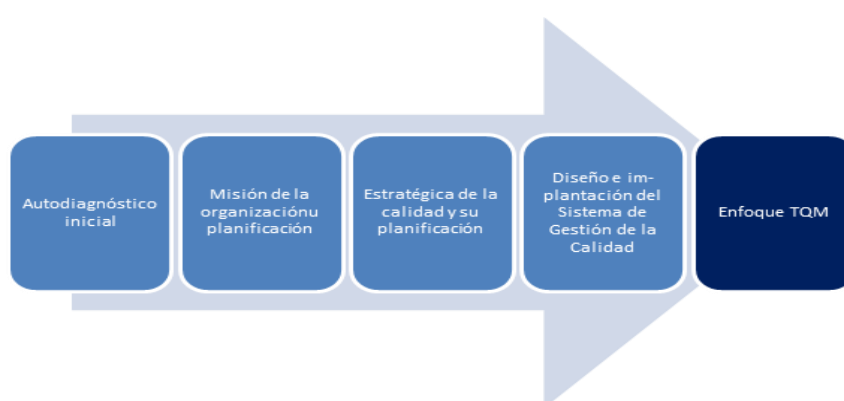 Autodiagnóstico
inicial
Misión de la
organizaciónu
planificación
Estratégica de la
calidad y su
planificación
Diseño e im-
plantación del
Sistema de
Gestión de la
Calidad
Enfoque TQM